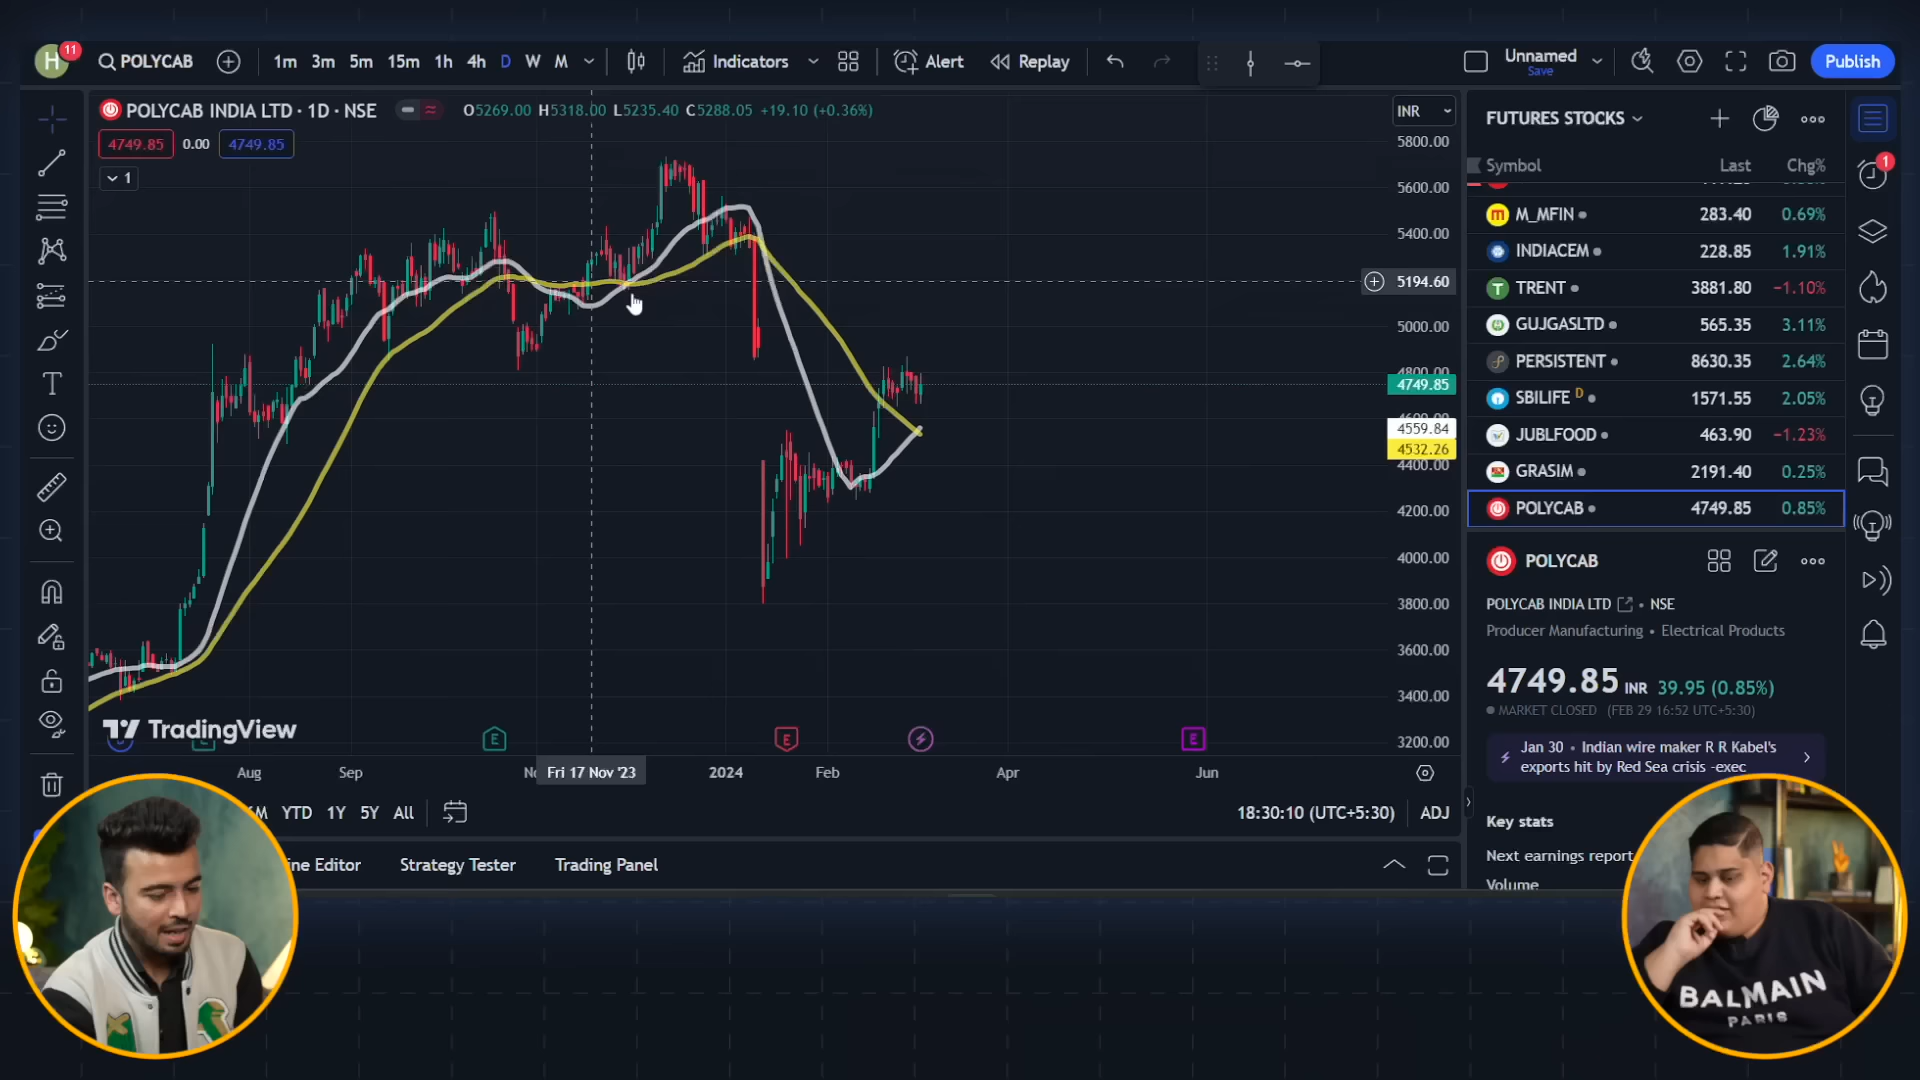 H 11 POLYCAB 1m 3m 5m 15m 1h 4h D W M Indicators Alert Replay Unnamed Publish
Save
POLYCAB INDIA LTD · 1D · NSE O5269.00 H5318.00 L5235.40 C5288.05 +19.10 (+0.36%)
4749.85 0.00 4749.85
1
INR
5800.00
5600.00
5400.00
5194.60
5000.00
4800.00
4749.85
4600.00
4559.84
4532.26
4400.00
4200.00
4000.00
3800.00
3600.00
3400.00
3200.00
TradingView
E E E
Aug Sep Fri 17 Nov '23 2024 Feb Apr Jun
YTD 1Y 5Y All 18:30:10 (UTC+5:30) ADJ
ine Editor Strategy Tester Trading Panel
FUTURES STOCKS
Symbol Last Chg%
1
M_MFIN 283.40 0.69%
INDIACEM 228.85 1.91%
TRENT 3881.80 −1.10%
GUJGASLTD 565.35 3.11%
PERSISTENT 8630.35 2.64%
SBILIFE D 1571.55 2.05%
JUBLFOOD 463.90 −1.23%
GRASIM 2191.40 0.25%
POLYCAB 4749.85 0.85%
POLYCAB
POLYCAB INDIA LTD • NSE
Producer Manufacturing • Electrical Products
4749.85 INR 39.95 (0.85%)
MARKET CLOSED (FEB 29 16:52 UTC+5:30)
Jan 30 • Indian wire maker R R Kabel's
exports hit by Red Sea crisis -exec
Key stats
Next earnings report
Volume
BALMAIN
PARIS